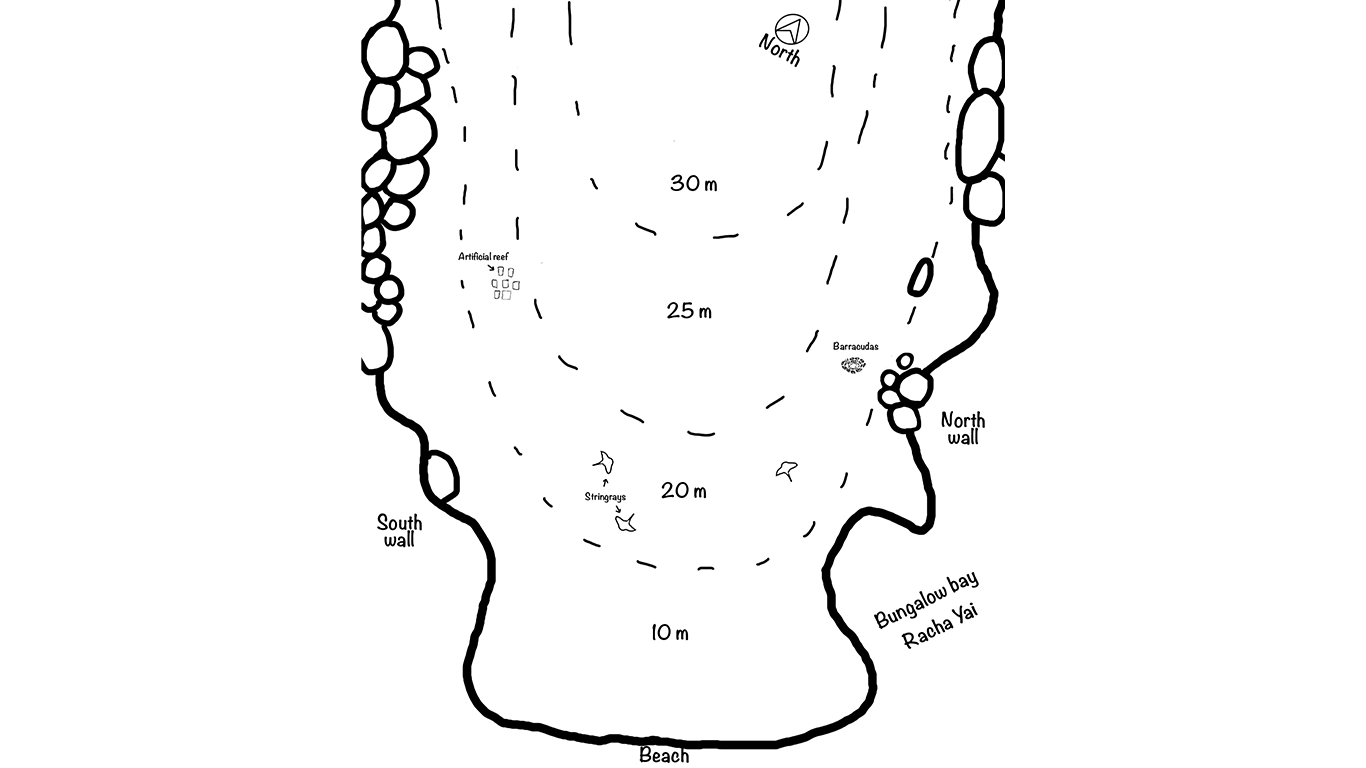 North
30 m
Artificial reef
25 m
Barracudas
North
wall
20 m
Stringrays
South
wall
Bungalow bay
Racha Yai
10 m
Beach